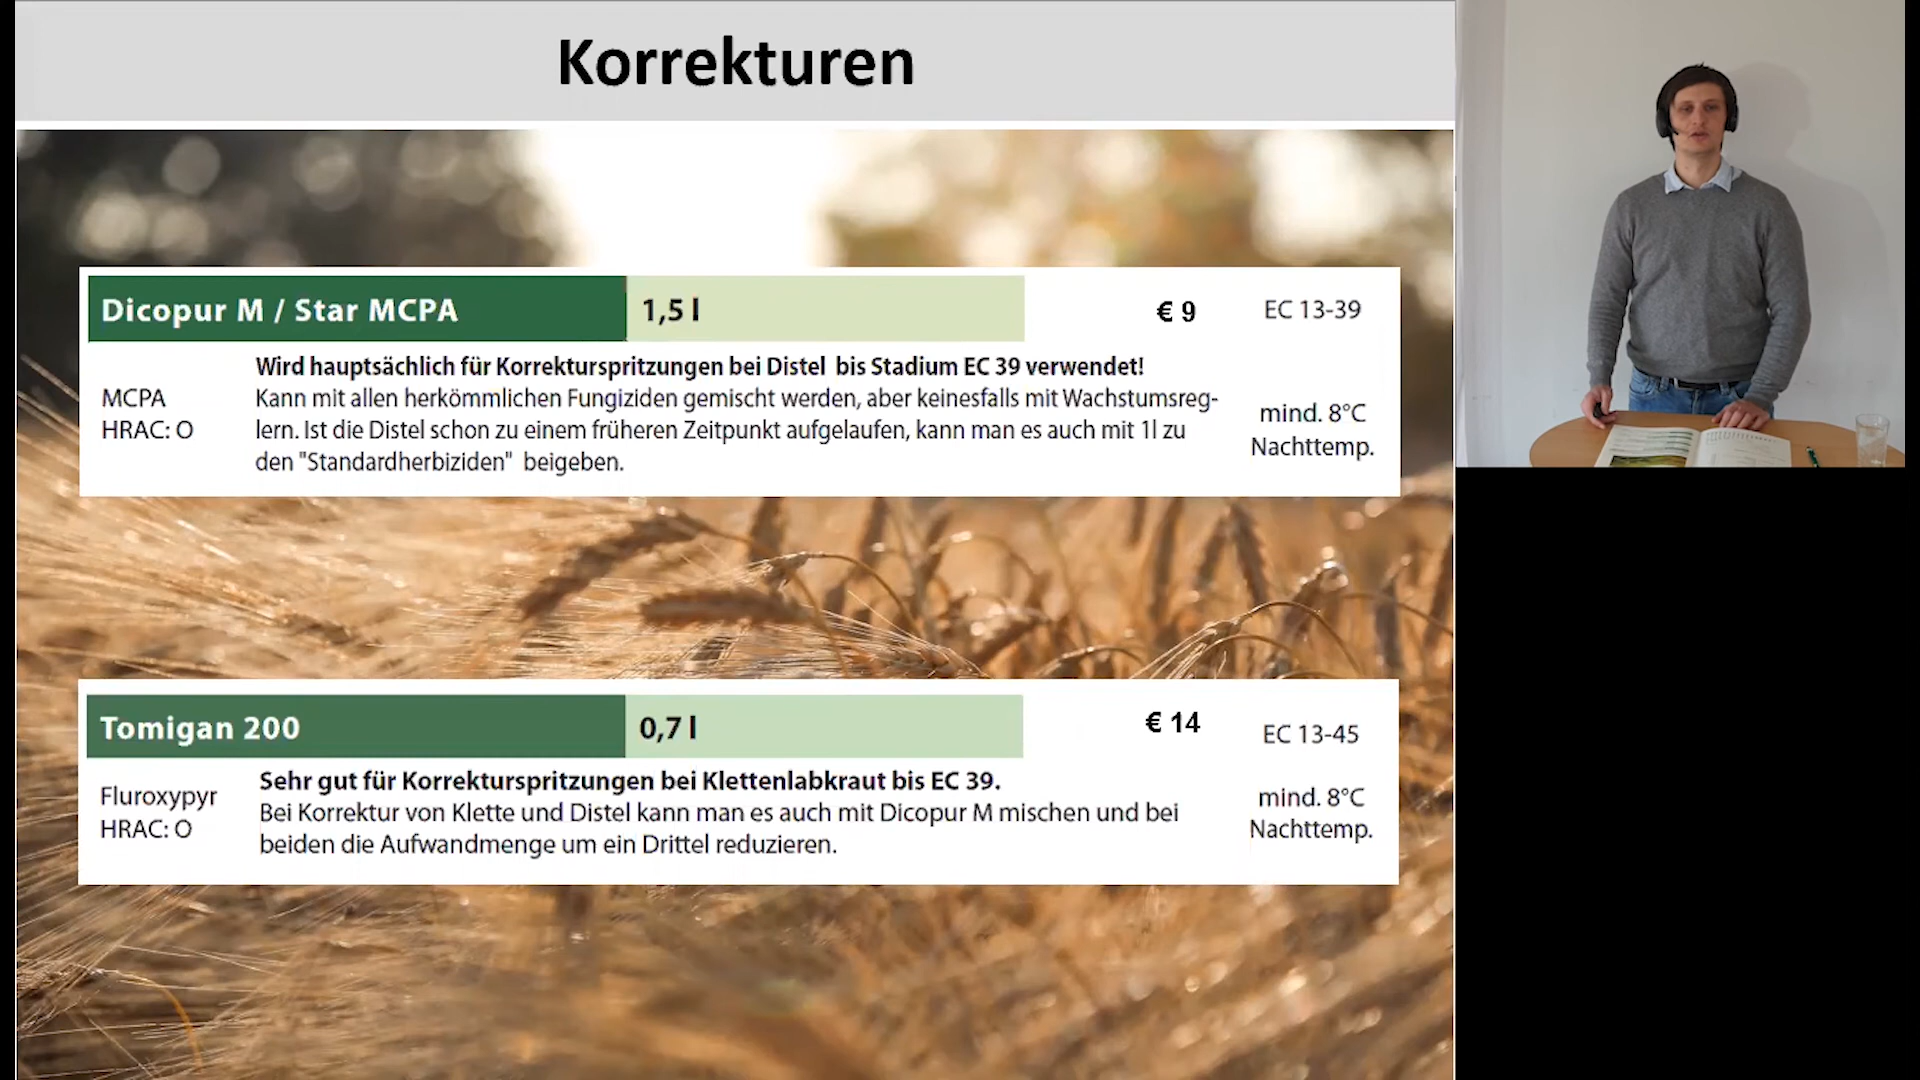 Korrekturen
Dicopur M / Star MCPA
1,5 l
€ 9
EC 13-39
Wird hauptsächlich für Korrekturspritzungen bei Distel bis Stadium EC 39 verwendet!
MCPA
HRAC: O
Kann mit allen herkömmlichen Fungiziden gemischt werden, aber keinesfalls mit Wachstumsreg-
lern. Ist die Distel schon zu einem früheren Zeitpunkt aufgelaufen, kann man es auch mit 1l zu
den "Standardherbiziden" beigeben.
mind. 8°C
Nachttemp.
Tomigan 200
0,7 l
€ 14
EC 13-45
Sehr gut für Korrekturspritzungen bei Klettenlabkraut bis EC 39.
Fluroxypyr
HRAC: O
Bei Korrektur von Klette und Distel kann man es auch mit Dicopur M mischen und bei
beiden die Aufwandmenge um ein Drittel reduzieren.
mind. 8°C
Nachttemp.